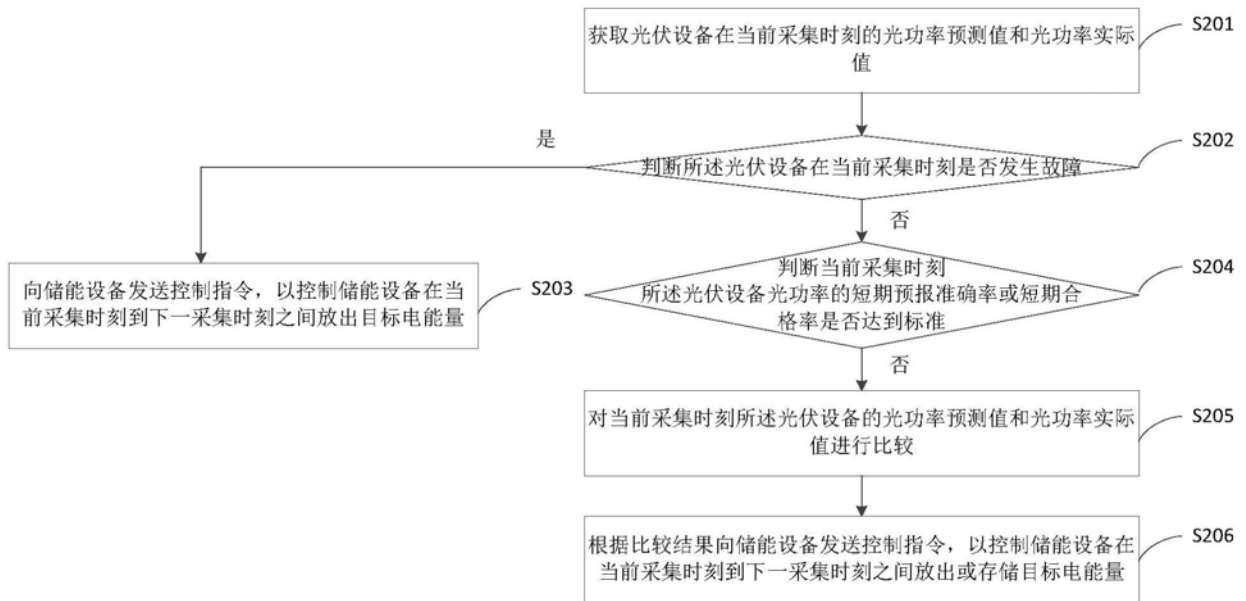 获取光伏设备在当前采集时刻的光功率预测值和光功率实际
值
S201
是
判断所述光伏设备在当前采集时刻是否发生故障
S202
否
向储能设备发送控制指令，以控制储能设备在当
前采集时刻到下一采集时刻之间放出目标电能量
S203
判断当前采集时刻
所述光伏设备光功率的短期预报准确率或短期合
格率是否达到标准
S204
否
对当前采集时刻所述光伏设备的光功率预测值和光功率实际
值进行比较
S205
根据比较结果向储能设备发送控制指令，以控制储能设备在
当前采集时刻到下一采集时刻之间放出或存储目标电能量
S206